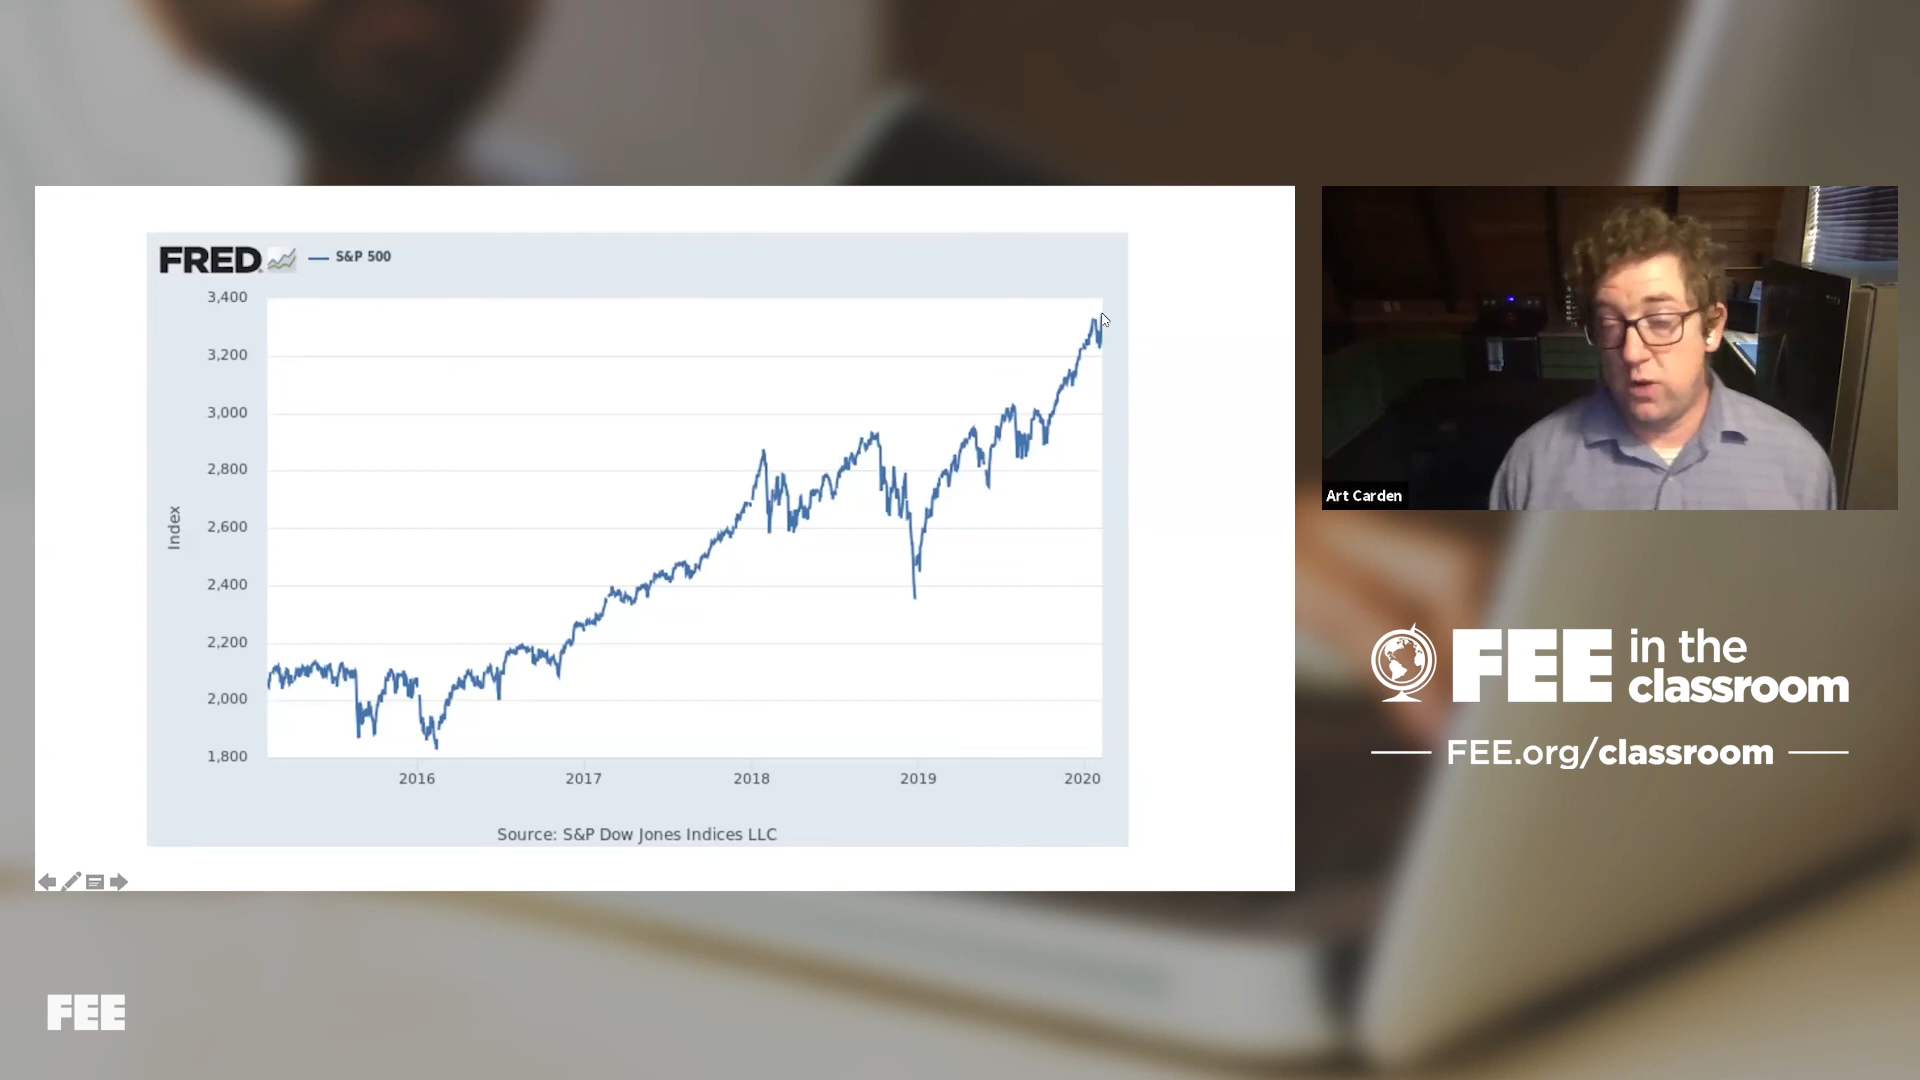 FRED
S&P 500
3,400
3,200
3,000
2,800
2,600
2,400
2,200
2,000
1,800
Index
2016
2017
2018
2019
2020
Source: S&P Dow Jones Indices LLC
Art Carden
FEE in the classroom
FEE.org/classroom
FEE